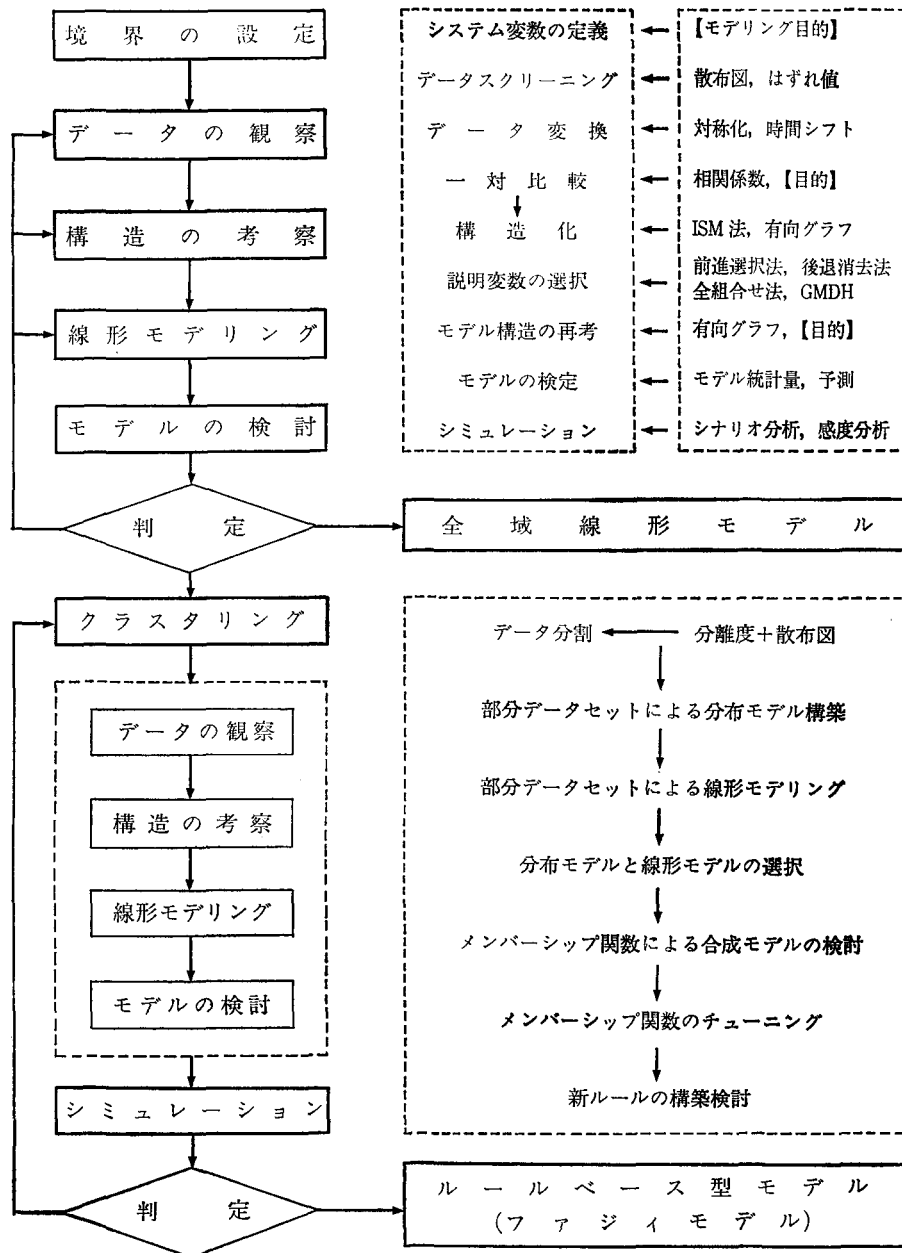 境界の設定
データの観察
構造の考察
線形モデリング
モデルの検討
判定
システム変数の定義
【モデリング目的】
データスクリーニング
散布図, はずれ値
データ変換
対称化, 時間シフト
一対比較
相関係数, 【目的】
構造化
ISM法, 有向グラフ
説明変数の選択
前進選択法, 後退消去法
全組合せ法, GMDH
モデル構造の再考
有向グラフ, 【目的】
モデルの検定
モデル統計量, 予測
シミュレーション
シナリオ分析, 感度分析
全域線形モデル
クラスタリング
データの観察
構造の考察
線形モデリング
モデルの検討
シミュレーション
判定
データ分割
分離度+散布図
部分データセットによる分布モデル構築
部分データセットによる線形モデリング
分布モデルと線形モデルの選択
メンバーシップ関数による合成モデルの検討
メンバーシップ関数のチューニング
新ルールの構築検討
ルールベース型モデル
(ファジィモデル)